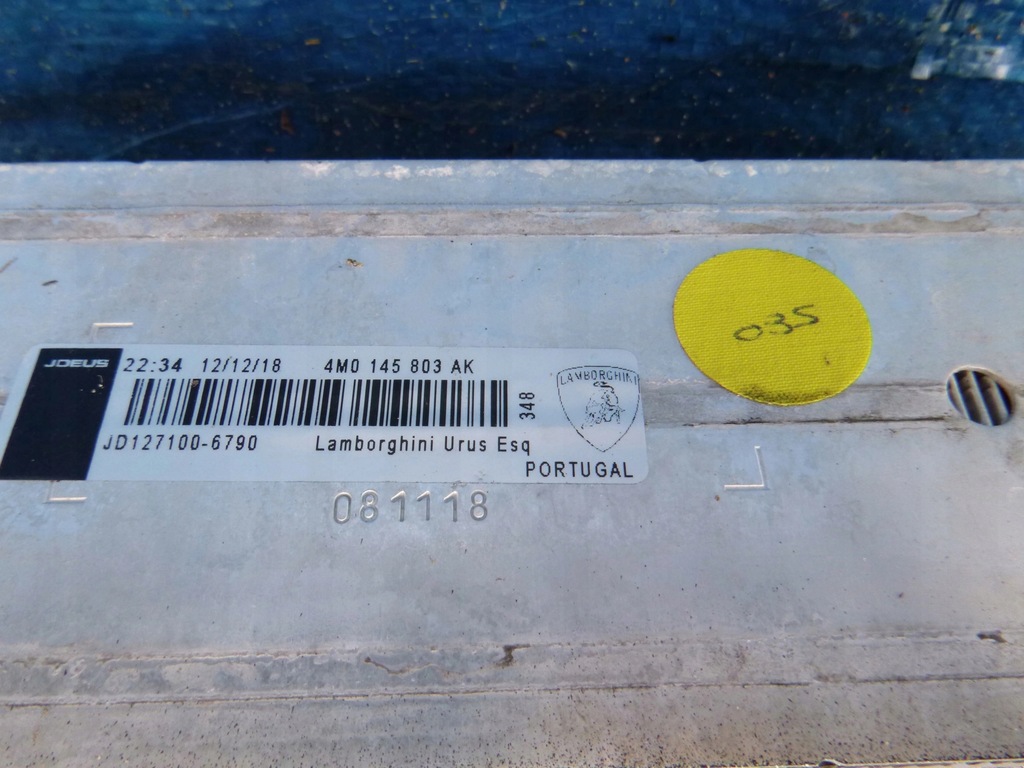 JDEUS
22:34 12/12/18 4M0 145 803 AK
348
JD127100-6790 Lamborghini Urus Esq
LAMBORGHINI
PORTUGAL
081118
035